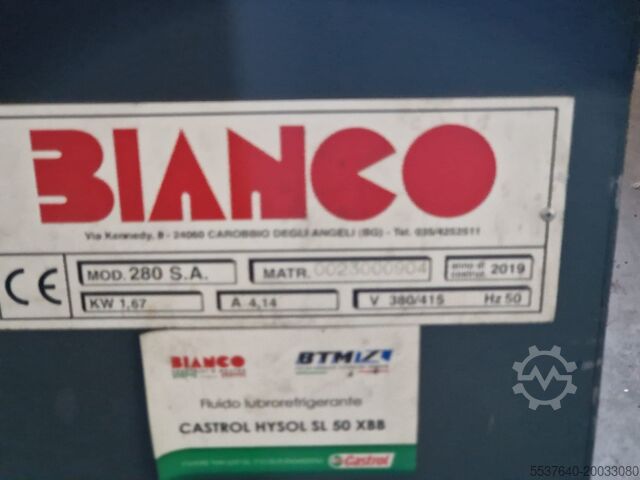 BIANCO
Via Kennedy, 8 - 24060 CAROBBIO DEGLI ANGELI (BG) - Tel. 035/4252511
CE
MOD. 280 S.A.
MATR. 0023000904
anno di costruz. 2019
KW 1,67
A 4,14
V 380/415 Hz 50
BIANCO
BTM
Fluido lubrorefrigerante
CASTROL HYSOL SL 50 XBB
Castrol
5537640-20033080